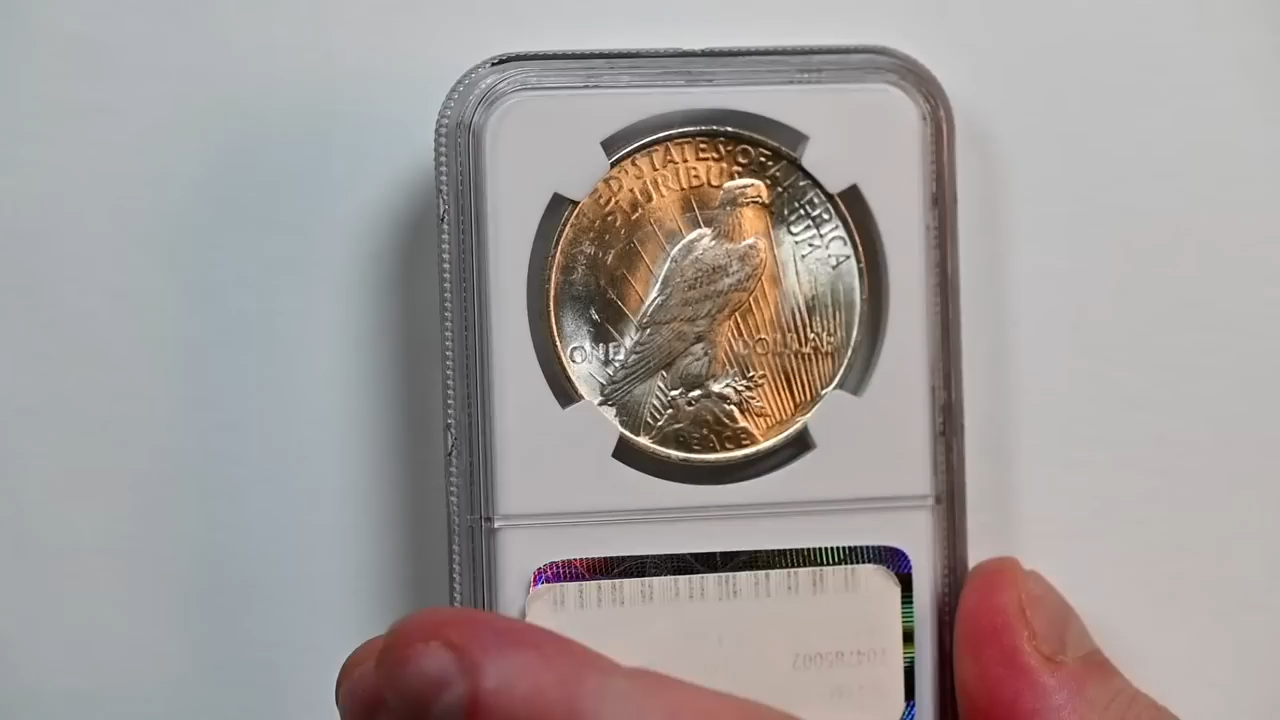 UNITED STATES OF AMERICA
E PLURIBUS UNUM
ONE DOLLAR
PEACE